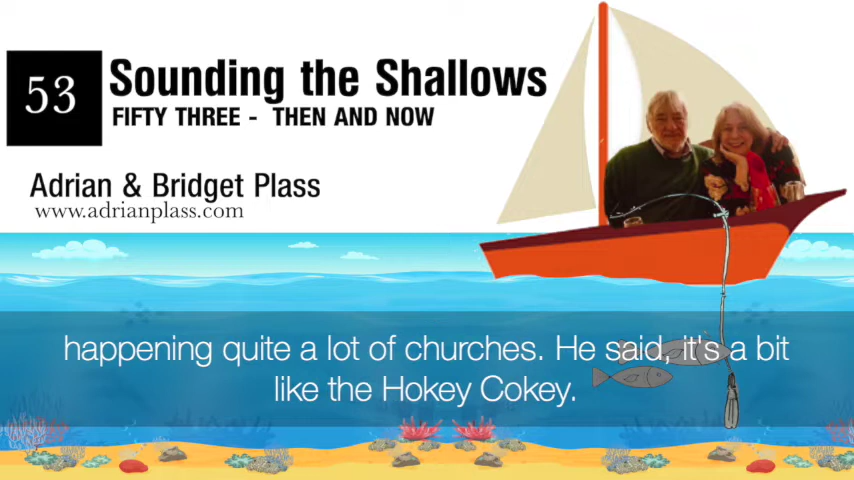 53
Sounding the Shallows
FIFTY THREE - THEN AND NOW
Adrian & Bridget Plass
www.adrianplass.com
happening quite a lot of churches. He said, it's a bit
like the Hokey Cokey.